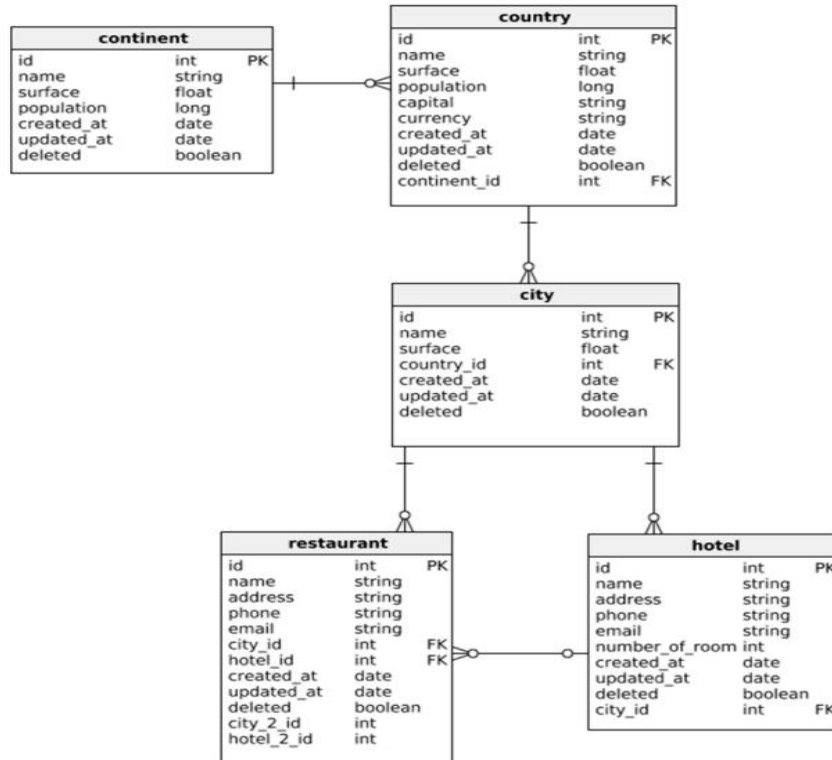 continent
id int PK
name string
surface float
population long
created_at date
updated_at date
deleted boolean
country
id int PK
name string
surface float
population long
capital string
currency string
created_at date
updated_at date
deleted boolean
continent_id int FK
city
id int PK
name string
surface float
country_id int FK
created_at date
updated_at date
deleted boolean
restaurant
id int PK
name string
address string
phone string
email string
city_id int FK
hotel_id int FK
created_at date
updated_at date
deleted boolean
city_2_id int
hotel_2_id int
hotel
id int PK
name string
address string
phone string
email string
number_of_room int
created_at date
updated_at date
deleted boolean
city_id int FK